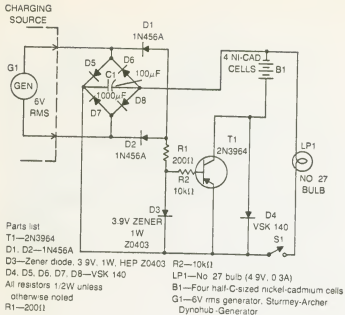 CHARGING
SOURCE
D1
1N456A
G1
GEN
6V
RMS
D5
D6
C1
100µF
1000µF
D7
D8
D2
1N456A
R1
200Ω
R2
10kΩ
T1
2N3964
4 NI-CAD
CELLS
B1
LP1
NO 27
BULB
D3
3.9V ZENER
1W
Z0403
D4
VSK 140
S1
Parts list
T1—2N3964
D1, D2—1N456A
D3—Zener diode, 3 9V, 1W, HEP Z0403
D4, D5, D6, D7, D8—VSK 140
All resistors 1/2W unless
otherwise noted
R1—200Ω
R2—10kΩ
LP1—No 27 bulb (4 9V, 0 3A)
B1—Four half-C-sized nickel-cadmium cells
G1—6V rms generator, Sturmey-Archer
Dynohub-Generator